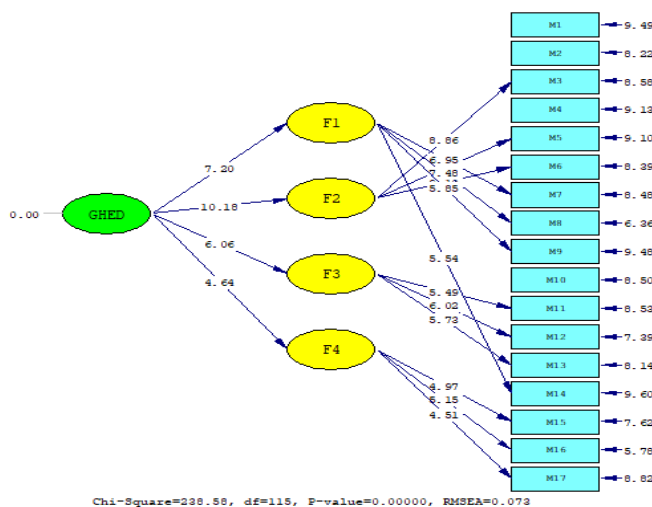 M1 9.49
M2 8.22
M3 8.58
M4 9.13
M5 9.10
M6 8.39
M7 8.48
M8 6.36
M9 9.48
M10 8.50
M11 8.53
M12 7.39
M13 8.14
M14 9.60
M15 7.62
M16 5.78
M17 8.82
F1
F2
F3
F4
0.00 GHED
7.20
10.18
6.06
4.64
8.86
6.95
7.48
5.85
5.54
5.49
6.02
5.73
4.97
4.51
Chi-Square=238.58, df=115, P-value=0.00000, RMSEA=0.073